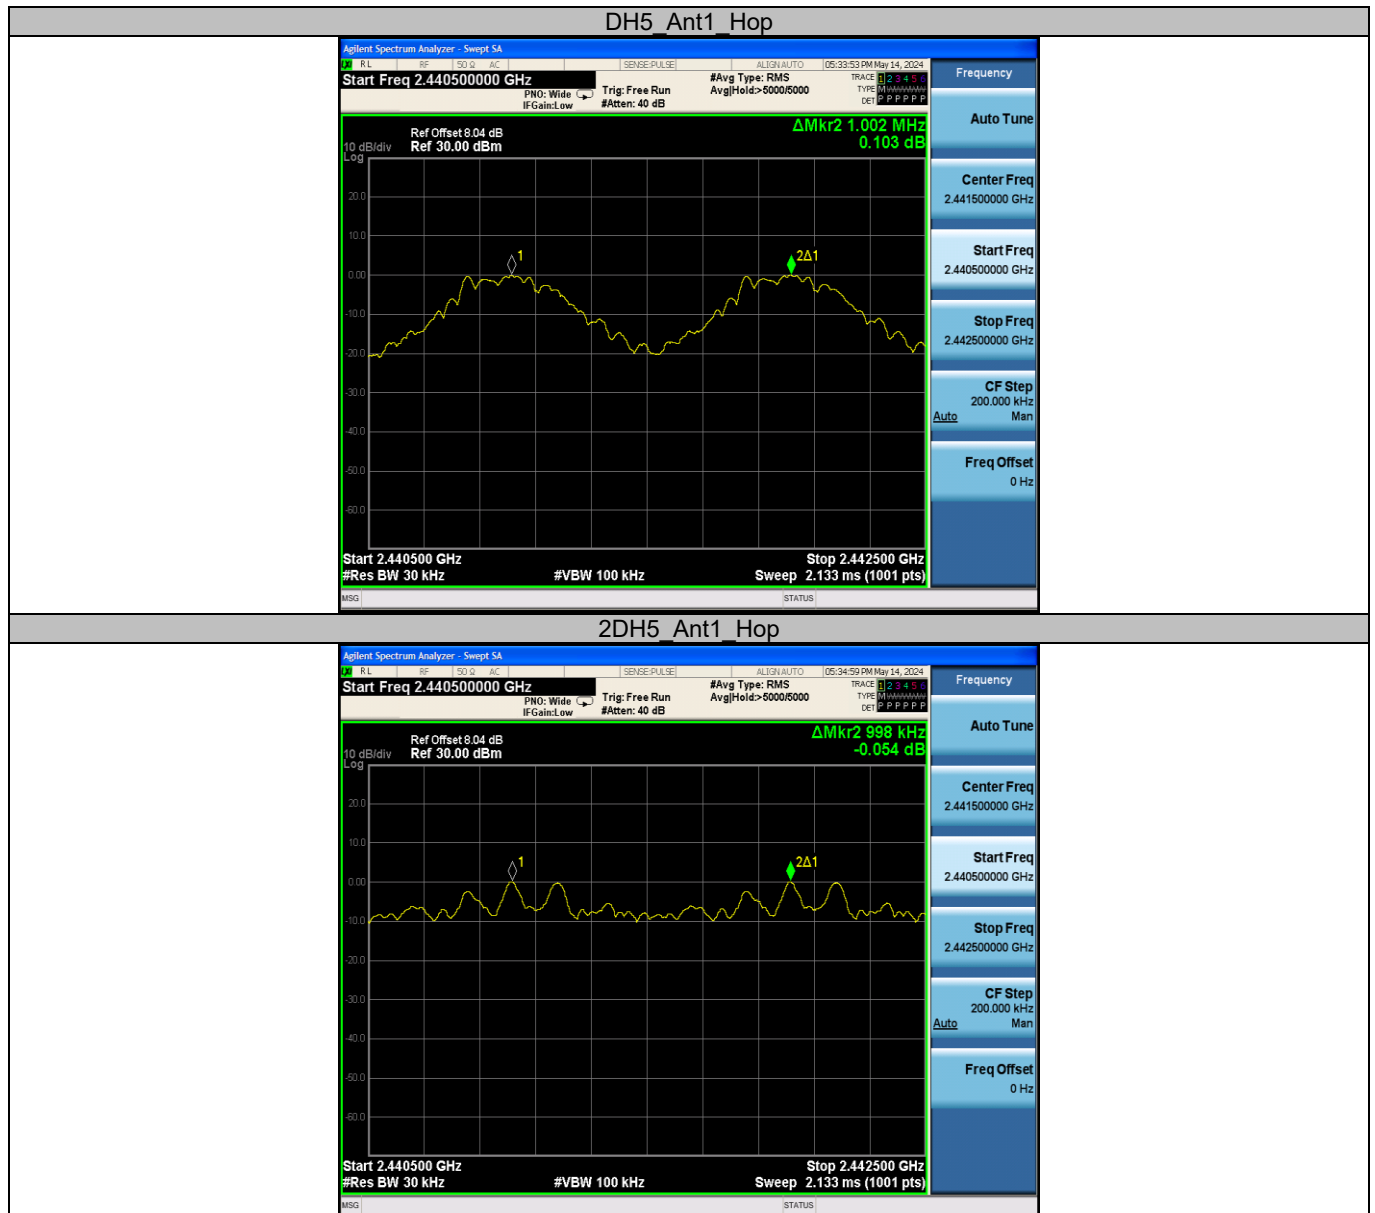 DH5_Ant1_Hop
Agilent Spectrum Analyzer - Swept SA
RL RF 50 Ω AC SENSE:PULSE ALIGN AUTO 05:33:53 PM May 14, 2024
Start Freq 2.440500000 GHz #Avg Type: RMS TRACE 1 2 3 4 5 6 Frequency
PNO: Wide Trig: Free Run Avg|Hold:>5000/5000 TYPE M
IFGain:Low #Atten: 40 dB DET P P P P P P
Auto Tune
ΔMkr2 1.002 MHz
Ref Offset 8.04 dB
10 dB/div Ref 30.00 dBm 0.103 dB
Log
Center Freq
2.441500000 GHz
20.0
10.0
Start Freq
2.440500000 GHz
1
2Δ1
0.00
-10.0
Stop Freq
2.442500000 GHz
-20.0
CF Step
200.000 kHz
Auto Man
-30.0
-40.0
Freq Offset
0 Hz
-50.0
-60.0
Start 2.440500 GHz Stop 2.442500 GHz
#Res BW 30 kHz #VBW 100 kHz Sweep 2.133 ms (1001 pts)
MSG STATUS
2DH5_Ant1_Hop
Agilent Spectrum Analyzer - Swept SA
RL RF 50 Ω AC SENSE:PULSE ALIGN AUTO 05:34:59 PM May 14, 2024
Start Freq 2.440500000 GHz #Avg Type: RMS TRACE 1 2 3 4 5 6 Frequency
PNO: Wide Trig: Free Run Avg|Hold:>5000/5000 TYPE M
IFGain:Low #Atten: 40 dB DET P P P P P P
Auto Tune
ΔMkr2 998 kHz
Ref Offset 8.04 dB
10 dB/div Ref 30.00 dBm -0.054 dB
Log
Center Freq
2.441500000 GHz
20.0
10.0
Start Freq
2.440500000 GHz
1
2Δ1
0.00
-10.0
Stop Freq
2.442500000 GHz
-20.0
CF Step
200.000 kHz
Auto Man
-30.0
-40.0
Freq Offset
0 Hz
-50.0
-60.0
Start 2.440500 GHz Stop 2.442500 GHz
#Res BW 30 kHz #VBW 100 kHz Sweep 2.133 ms (1001 pts)
MSG STATUS